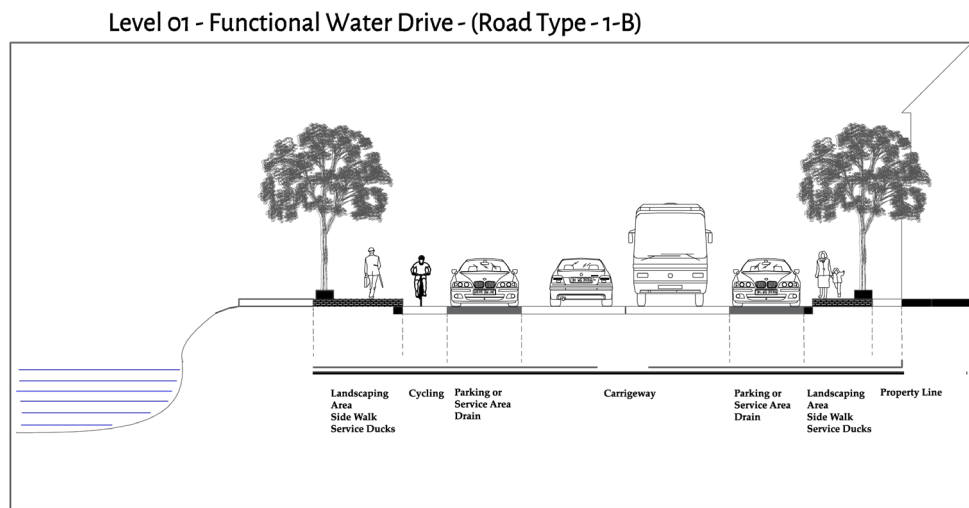 Level 01 - Functional Water Drive - (Road Type - 1-B)
Landscaping
Area
Side Walk
Service Ducks
Cycling
Parking or
Service Area
Drain
Carrigeway
Parking or
Service Area
Drain
Landscaping
Area
Side Walk
Service Ducks
Property Line